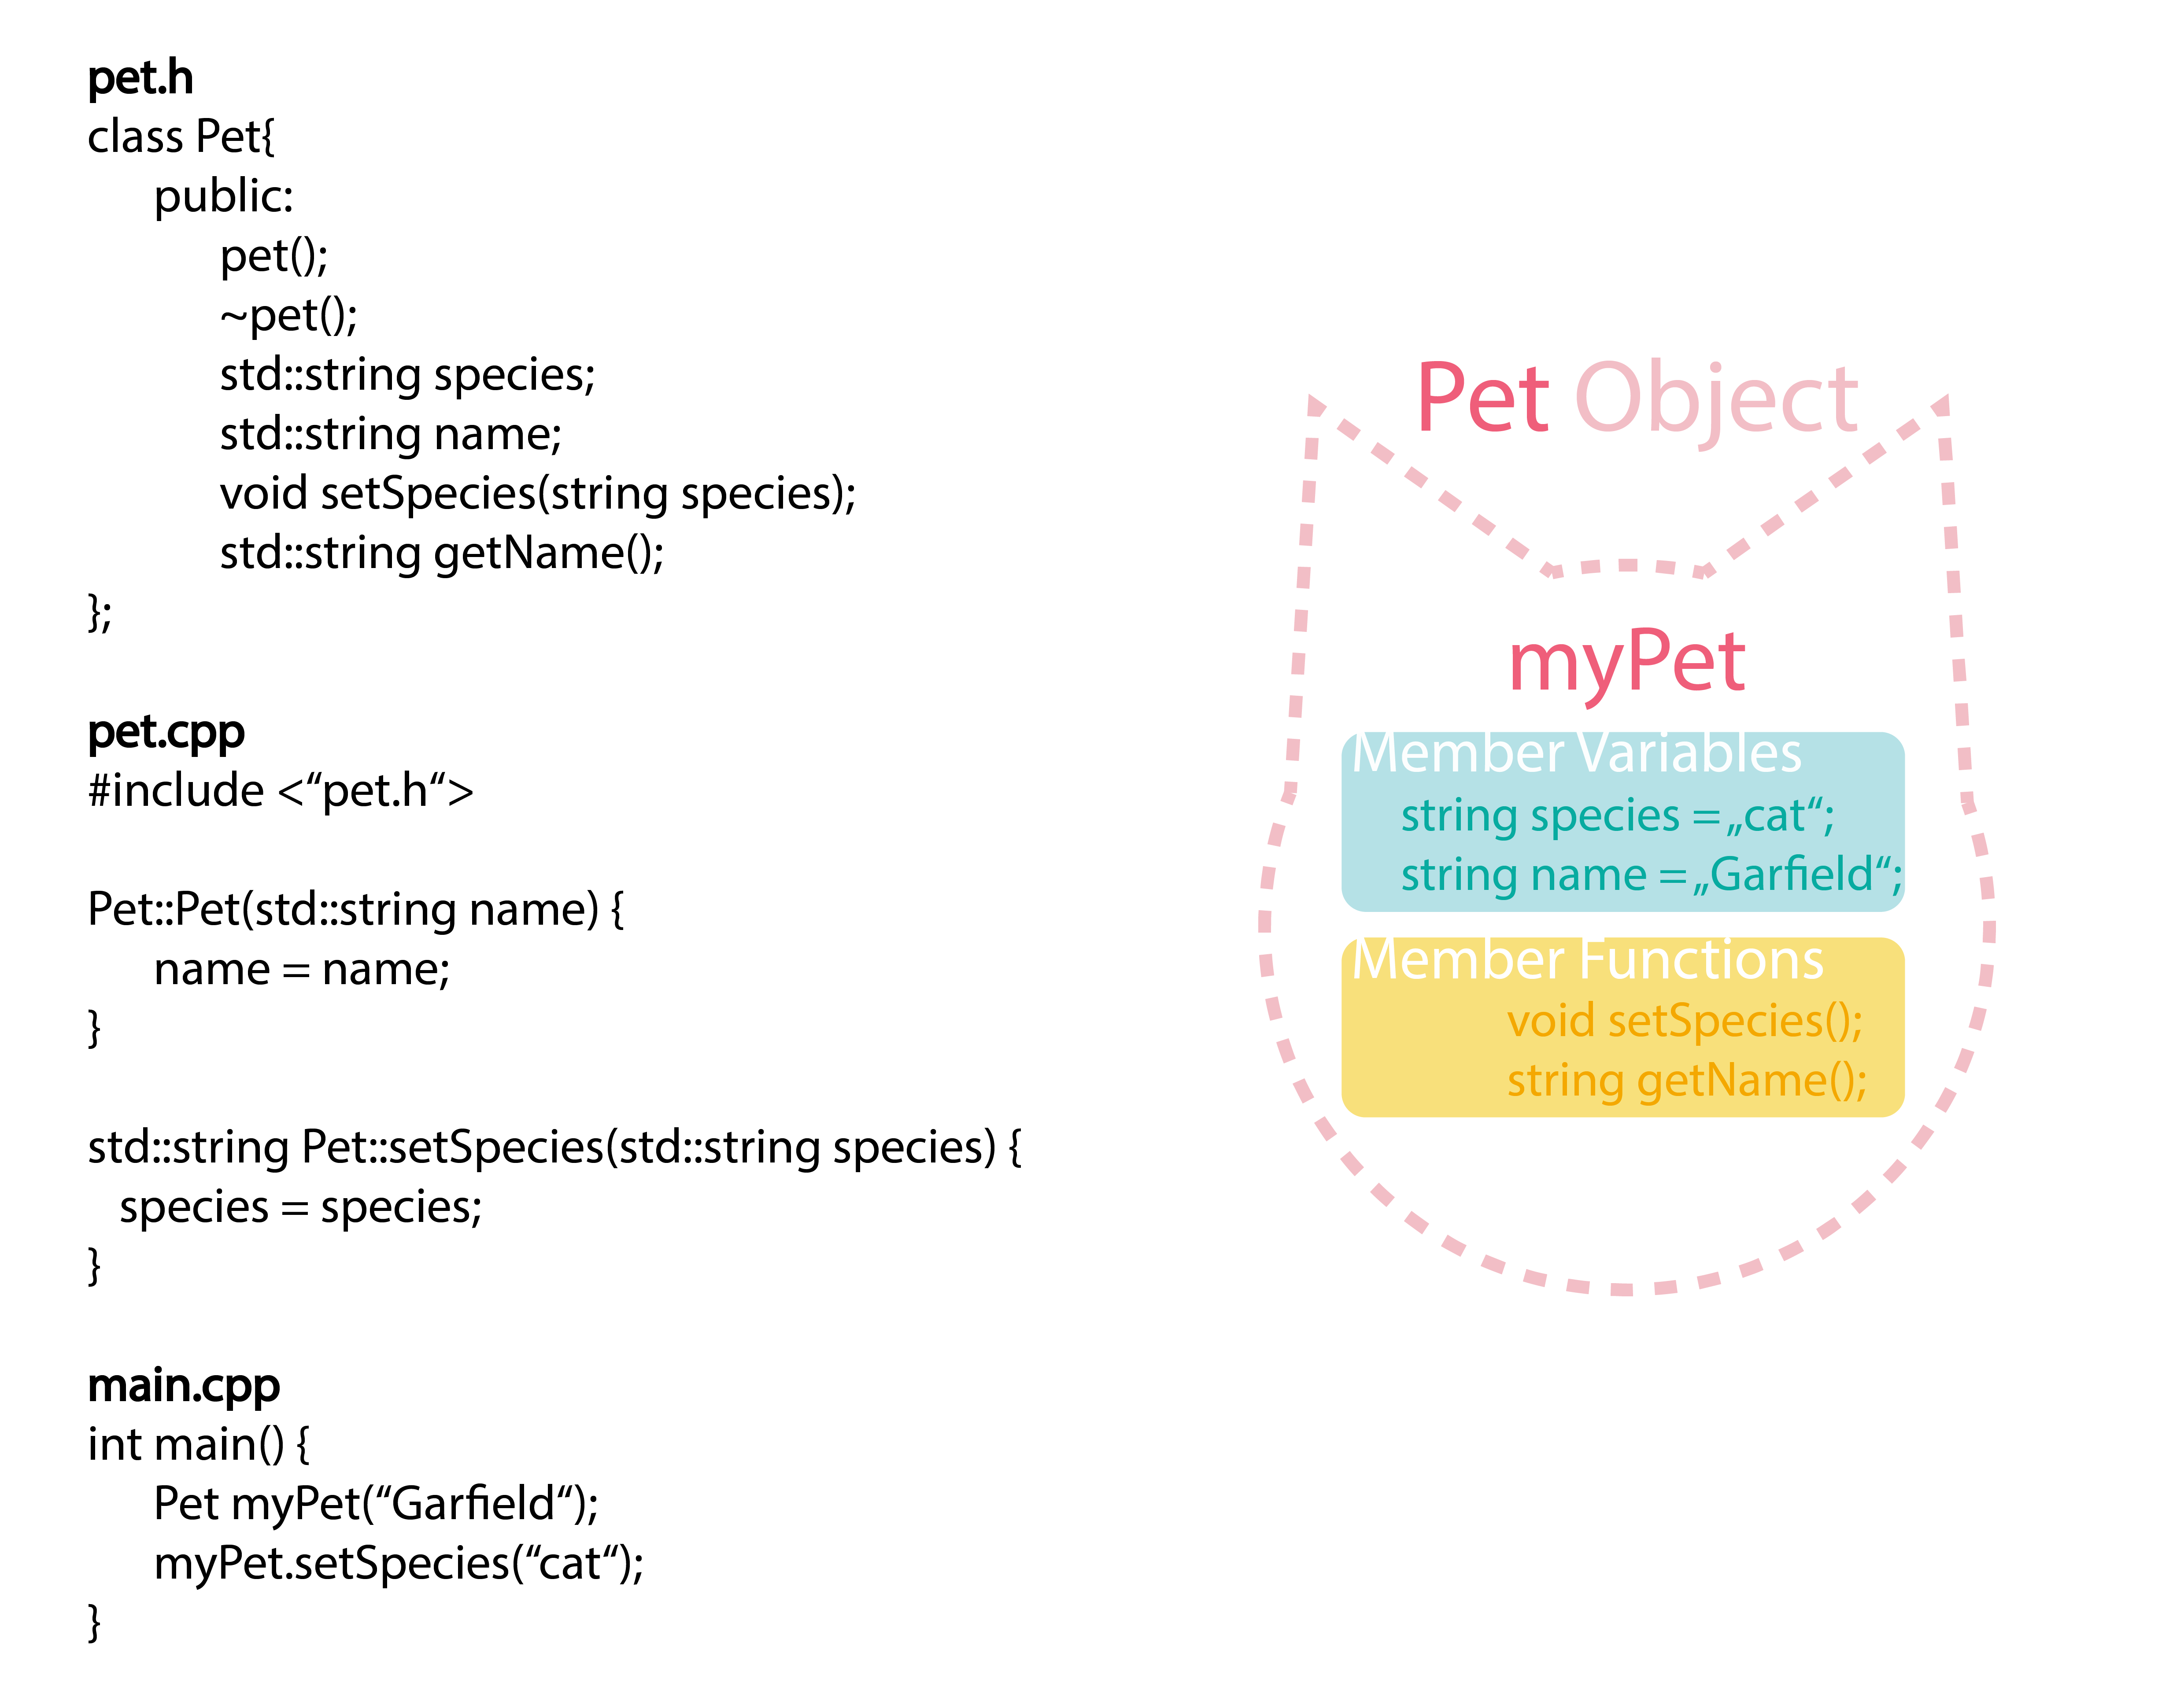 pet.h
class Pet{
public:
pet();
~pet();
std::string species;
std::string name;
void setSpecies(string species);
std::string getName();
};
pet.cpp
#include <“pet.h“>
Pet::Pet(std::string name) {
name = name;
}
std::string Pet::setSpecies(std::string species) {
species = species;
}
main.cpp
int main() {
Pet myPet(“Garfield“);
myPet.setSpecies(“cat“);
}
Pet Object
myPet
Member Variables
string species = „cat“;
string name = „Garfield“;
Member Functions
void setSpecies();
string getName();